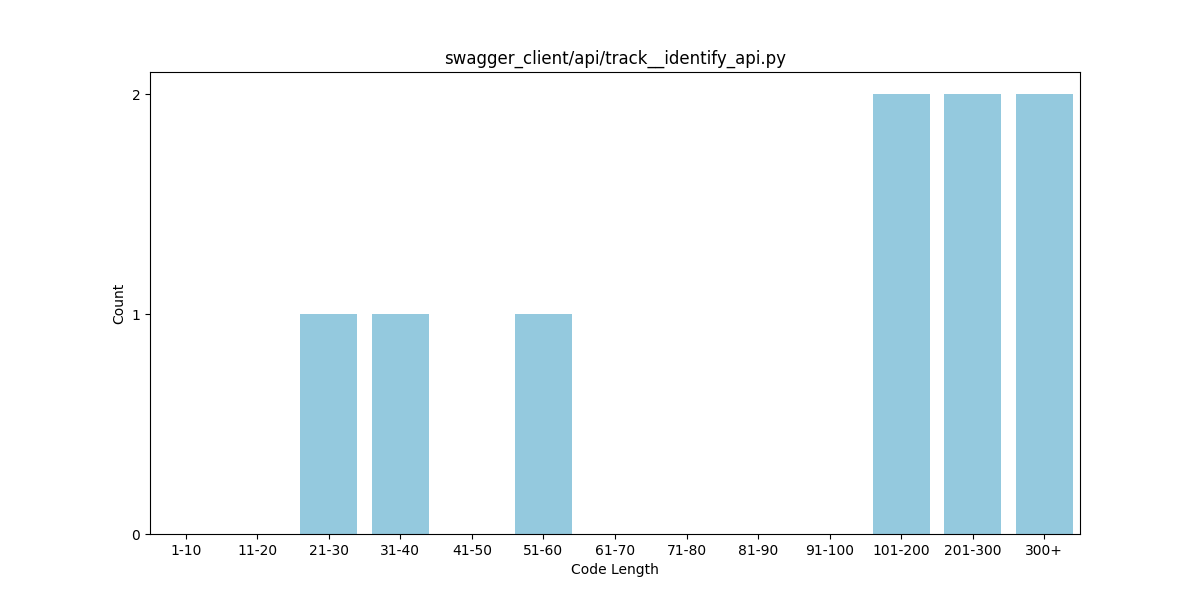 swagger_client/api/track__identify_api.py
Count
2
1
0
1-10 11-20 21-30 31-40 41-50 51-60 61-70 71-80 81-90 91-100 101-200 201-300 300+
Code Length